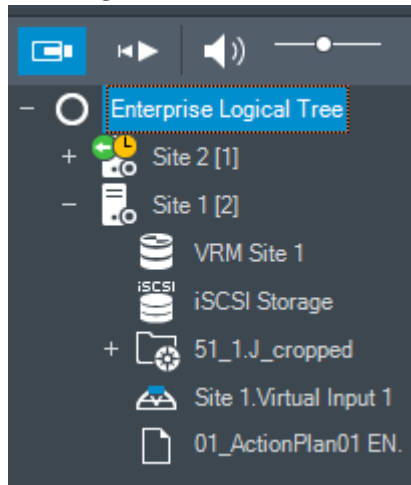 Enterprise Logical Tree
Site 2 [1]
Site 1 [2]
VRM Site 1
iSCSI
iSCSI Storage
51_1.J_cropped
Site 1.Virtual Input 1
01_ActionPlan01 EN.